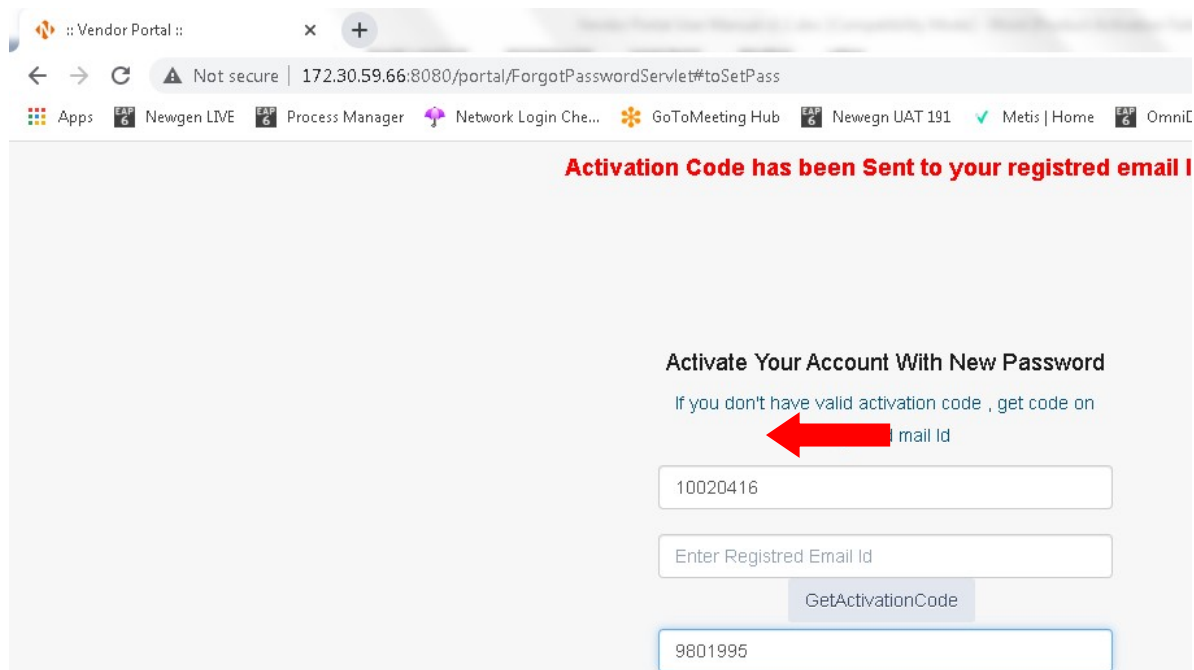 :: Vendor Portal ::
Not secure | 172.30.59.66:8080/portal/ForgotPasswordServlet#toSetPass
Apps Newgen LIVE Process Manager Network Login Che... GoToMeeting Hub Newegn UAT 191 Metis | Home OmniD
Activation Code has been Sent to your registred email I
Activate Your Account With New Password
If you don't have valid activation code , get code on
mail Id
10020416
Enter Registred Email Id
GetActivationCode
9801995